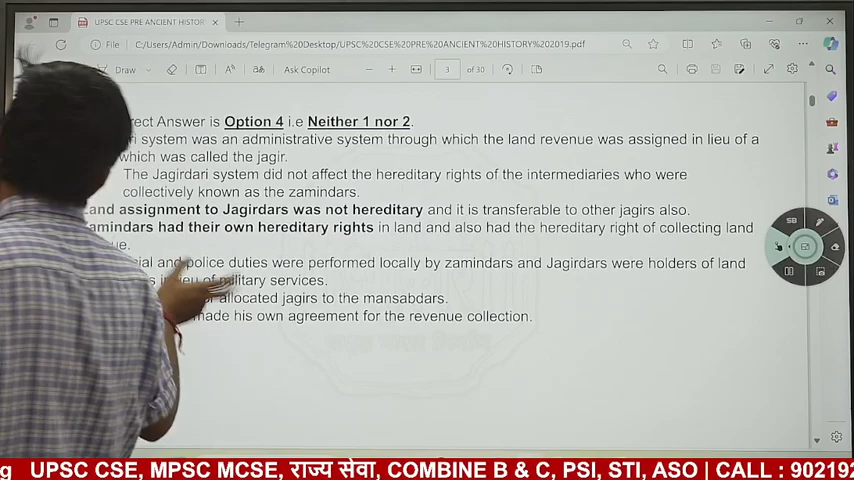 UPSC CSE PRE ANCIENT HISTOR
File C:/Users/Admin/Downloads/Telegram%20Desktop/UPSC%20CSE%20PRE%20ANCIENT%20HISTORY%202019.pdf
Draw Ask Copilot 3 of 30
rect Answer is Option 4 i.e Neither 1 nor 2.
ri system was an administrative system through which the land revenue was assigned in lieu of a
which was called the jagir.
The Jagirdari system did not affect the hereditary rights of the intermediaries who were
collectively known as the zamindars.
Land assignment to Jagirdars was not hereditary and it is transferable to other jagirs also.
amindars had their own hereditary rights in land and also had the hereditary right of collecting land
ue.
cial and police duties were performed locally by zamindars and Jagirdars were holders of land
s in lieu of military services.
or allocated jagirs to the mansabdars.
made his own agreement for the revenue collection.
SB
g UPSC CSE, MPSC MCSE, राज्य सेवा, COMBINE B & C, PSI, STI, ASO | CALL : 902192